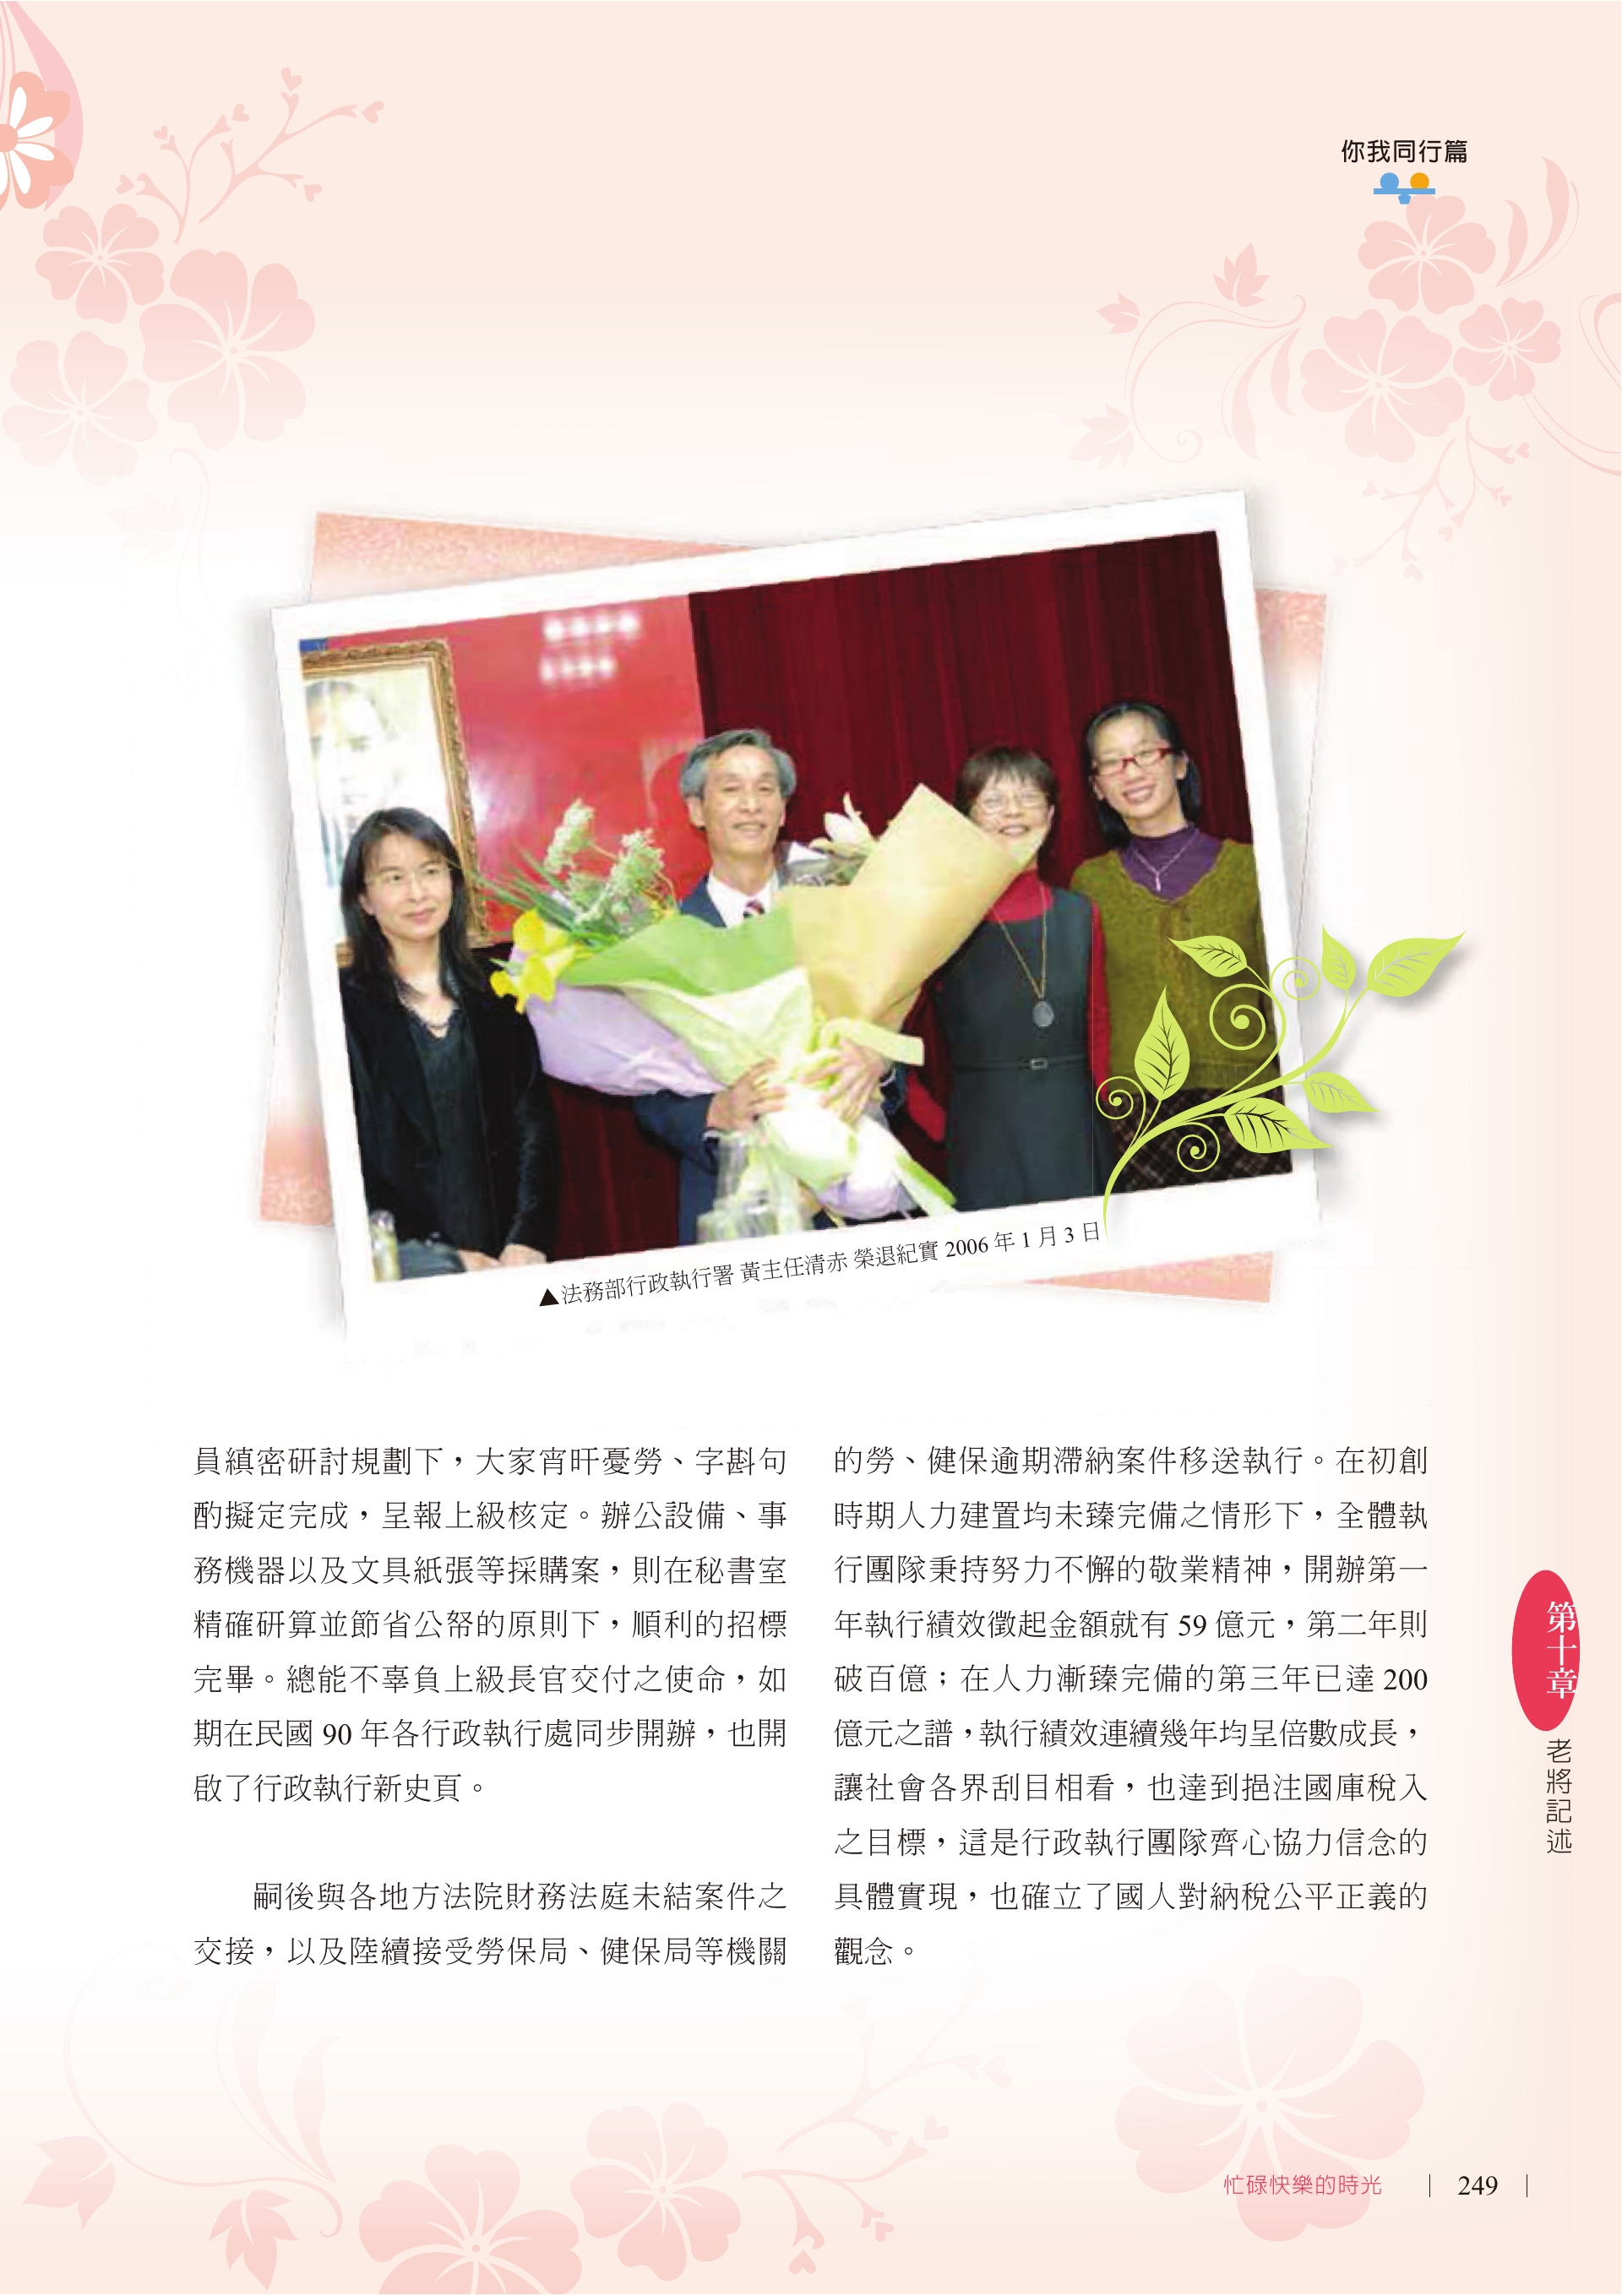 你我同行篇
▲法務部行政執行署 黃主任清赤 榮退紀實 2006 年 1 月 3 日
員縝密研討規劃下，大家宵旰憂勞、字斟句
酌擬定完成，呈報上級核定。辦公設備、事
務機器以及文具紙張等採購案，則在秘書室
精確研算並節省公帑的原則下，順利的招標
完畢。總能不辜負上級長官交付之使命，如
期在民國 90 年各行政執行處同步開辦，也開
啟了行政執行新史頁。
嗣後與各地方法院財務法庭未結案件之
交接，以及陸續接受勞保局、健保局等機關
的勞、健保逾期滯納案件移送執行。在初創
時期人力建置均未臻完備之情形下，全體執
行團隊秉持努力不懈的敬業精神，開辦第一
年執行績效徵起金額就有 59 億元，第二年則
破百億；在人力漸臻完備的第三年已達 200
億元之譜，執行績效連續幾年均呈倍數成長，
讓社會各界刮目相看，也達到挹注國庫稅入
之目標，這是行政執行團隊齊心協力信念的
具體實現，也確立了國人對納稅公平正義的
觀念。
第十章
老將記述
忙碌快樂的時光
249